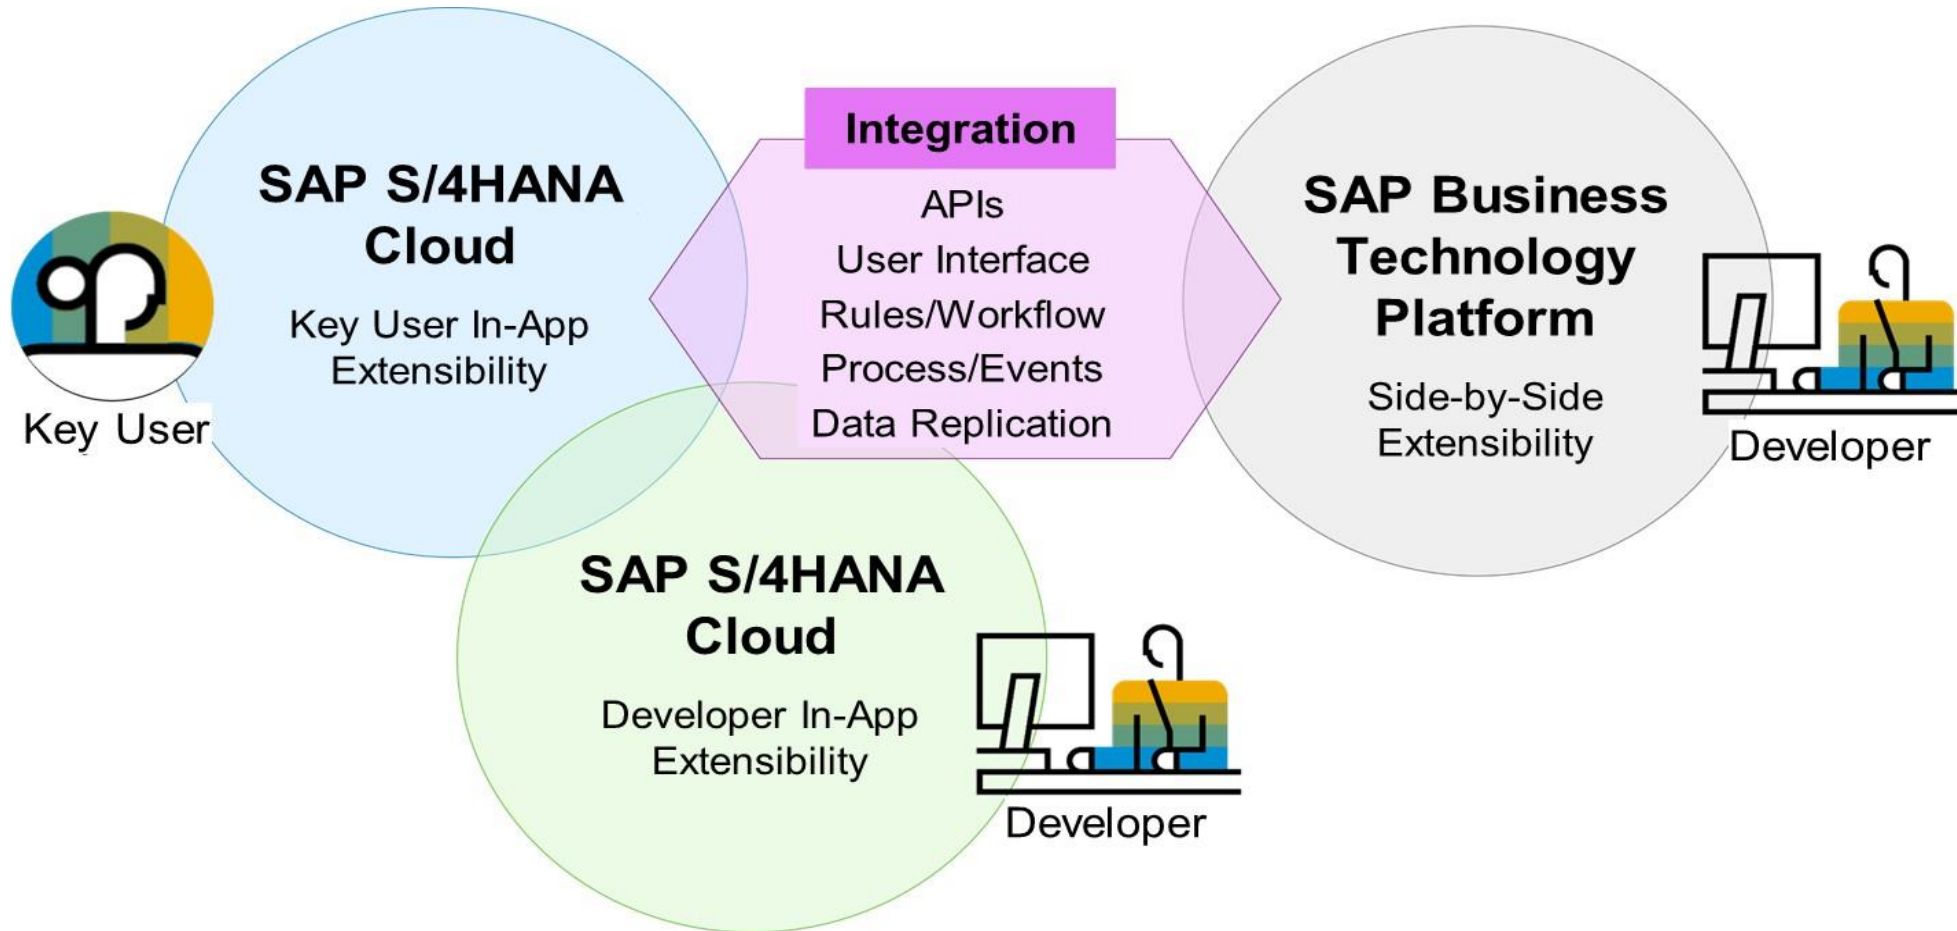 SAP S/4HANA
Cloud
Key User In-App
Extensibility
Key User
Integration
APIs
User Interface
Rules/Workflow
Process/Events
Data Replication
SAP Business
Technology
Platform
Side-by-Side
Extensibility
Developer
SAP S/4HANA
Cloud
Developer In-App
Extensibility
Developer